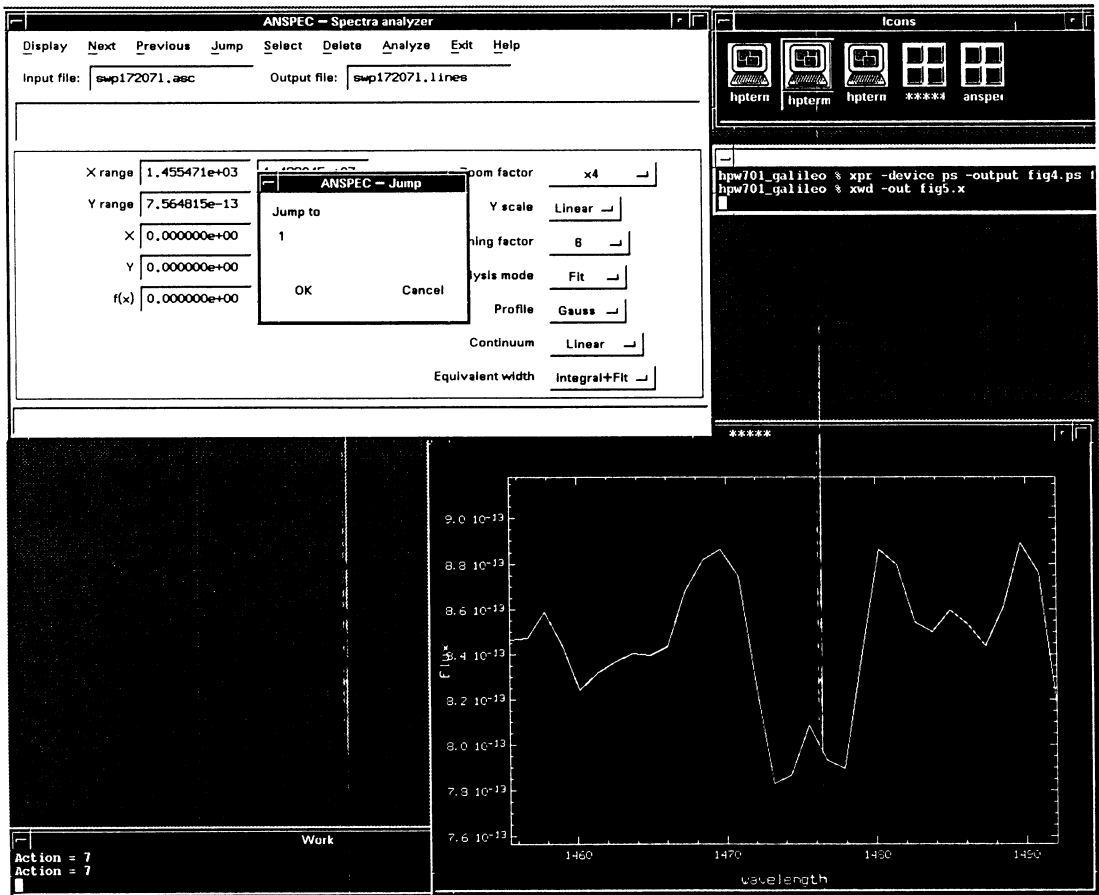 ANSPEC — Spectra analyzer
Display Next Previous Jump Select Delete Analyze Exit Help
Input file: swp172071.asc Output file: swp172071.lines
X range 1.455471e+03
Zoom factor x4
Y range 7.564815e-13
Y scale Linear
X 0.000000e+00
ning factor 6
Y 0.000000e+00
lysis mode Fit
f(x) 0.000000e+00
Profile Gauss
Continuum Linear
Equivalent width Integral+Fit
ANSPEC — Jump
Jump to
1
OK Cancel
Icons
hpterm hpterm hpterm ***** anspec
hpw701_galileo % xpr -device ps -output fig4.ps f
hpw701_galileo % xwd -out fig5.x
*****
9.0 10-13
8.8 10-13
8.6 10-13
8.4 10-13
8.2 10-13
8.0 10-13
7.8 10-13
7.6 10-13
Flux
1460 1470 1480 1490
wavelength
Work
Action = 7
Action = 7